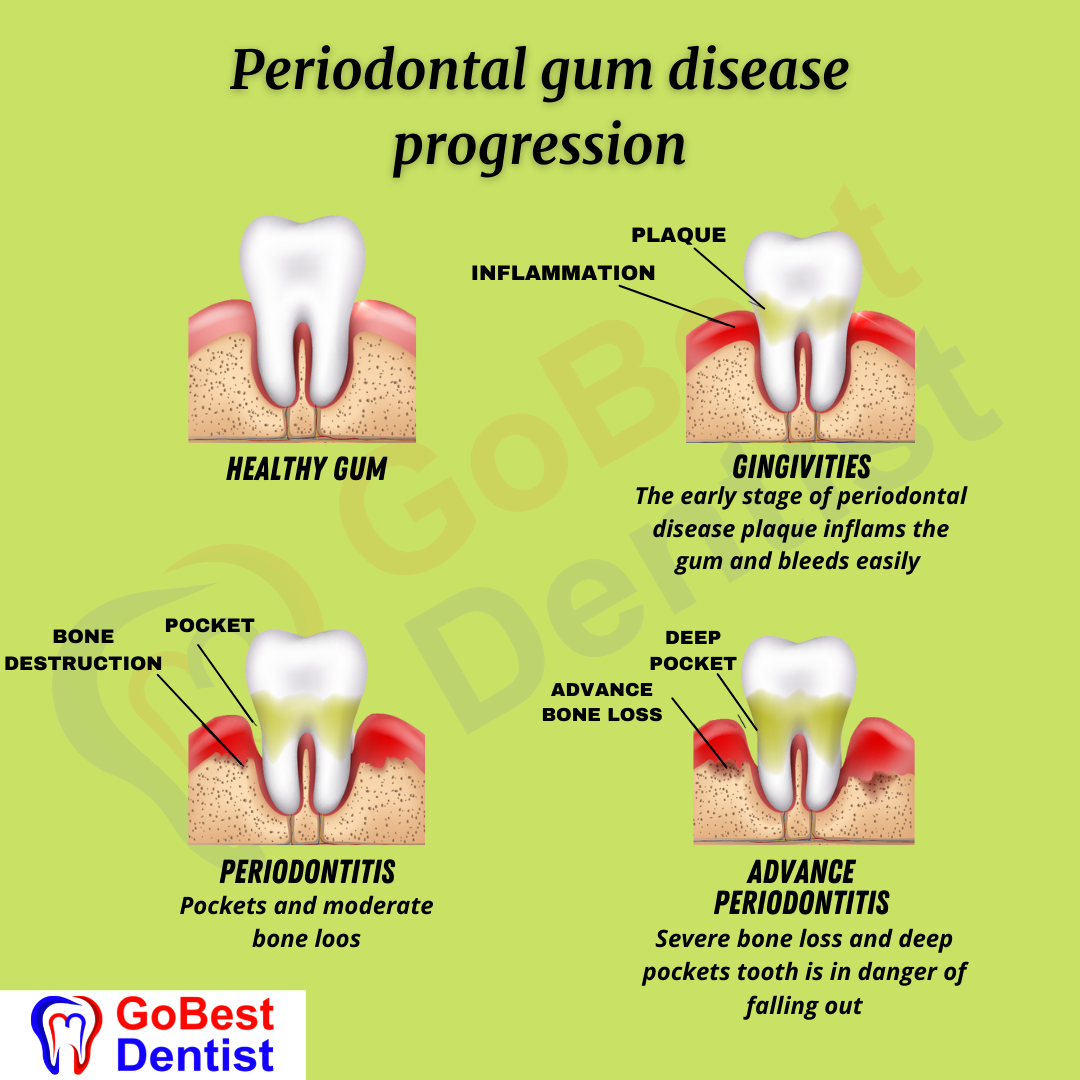 Periodontal gum disease
progression
PLAQUE
INFLAMMATION
HEALTHY GUM
GINGIVITIES
The early stage of periodontal
disease plaque inflams the
gum and bleeds easily
POCKET
BONE
DESTRUCTION
DEEP
POCKET
ADVANCE
BONE LOSS
PERIODONTITIS
Pockets and moderate
bone loos
ADVANCE
PERIODONTITIS
Severe bone loss and deep
pockets tooth is in danger of
falling out
GoBest
Dentist
GoBest
Dentist